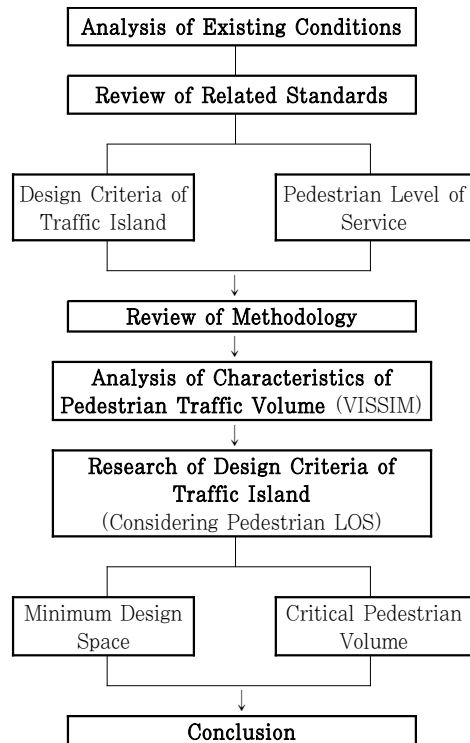 Analysis of Existing Conditions
Review of Related Standards
Design Criteria of
Traffic Island
Pedestrian Level of
Service
Review of Methodology
Analysis of Characteristics of
Pedestrian Traffic Volume (VISSIM)
Research of Design Criteria of
Traffic Island
(Considering Pedestrian LOS)
Minimum Design
Space
Critical Pedestrian
Volume
Conclusion